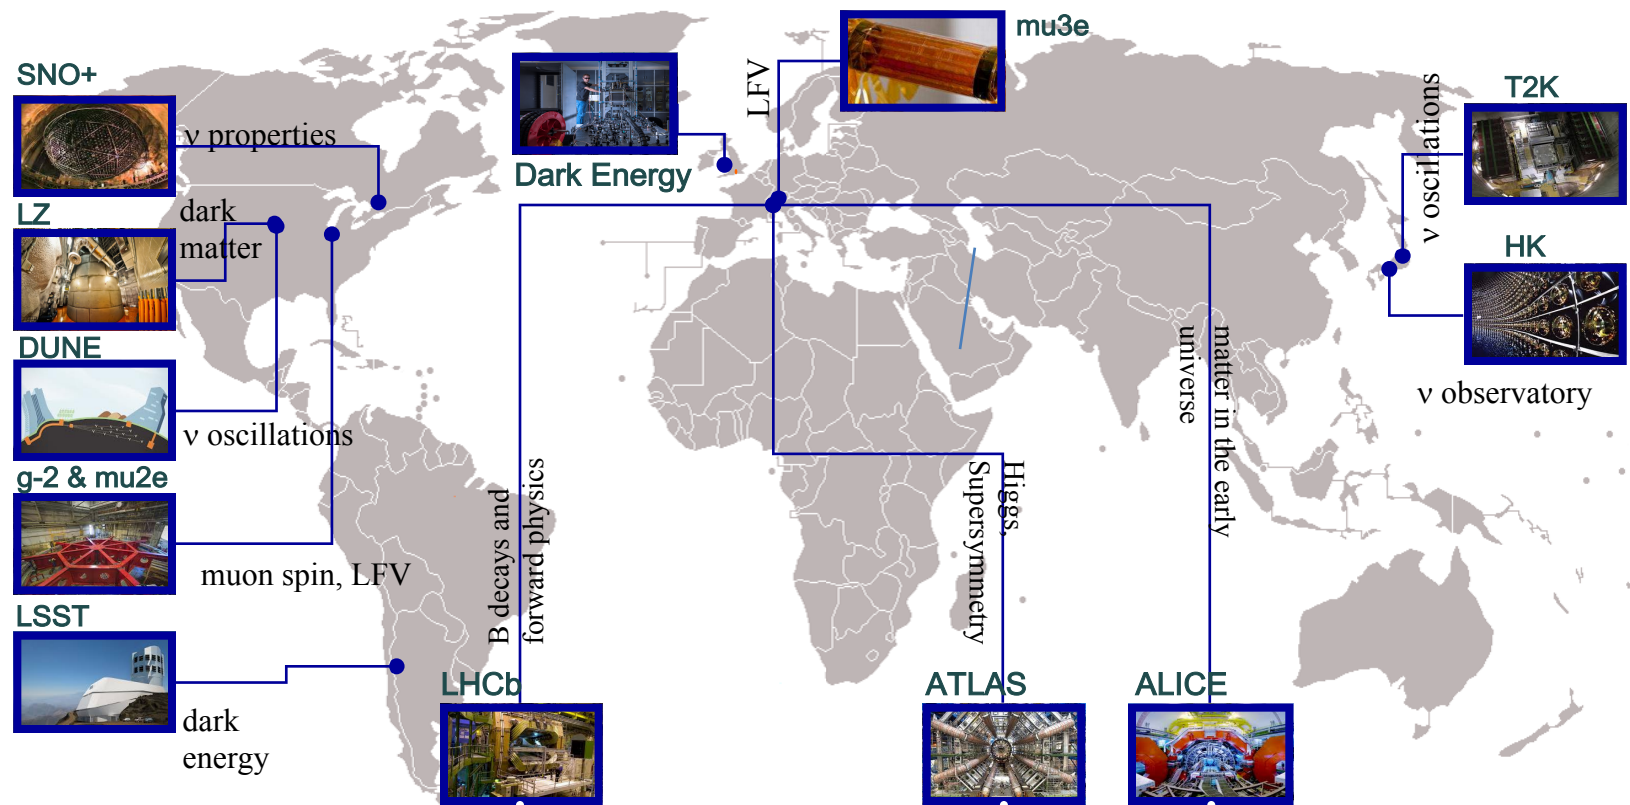 SNO+
ν properties
LZ
dark
matter
DUNE
ν oscillations
g-2 & mu2e
muon spin, LFV
LSST
dark
energy
Dark Energy
LFV
mu3e
ν oscillations
T2K
HK
ν observatory
B decays and
forward physics
LHCb
Higgs,
Supersymmetry
ATLAS
matter in the early
universe
ALICE